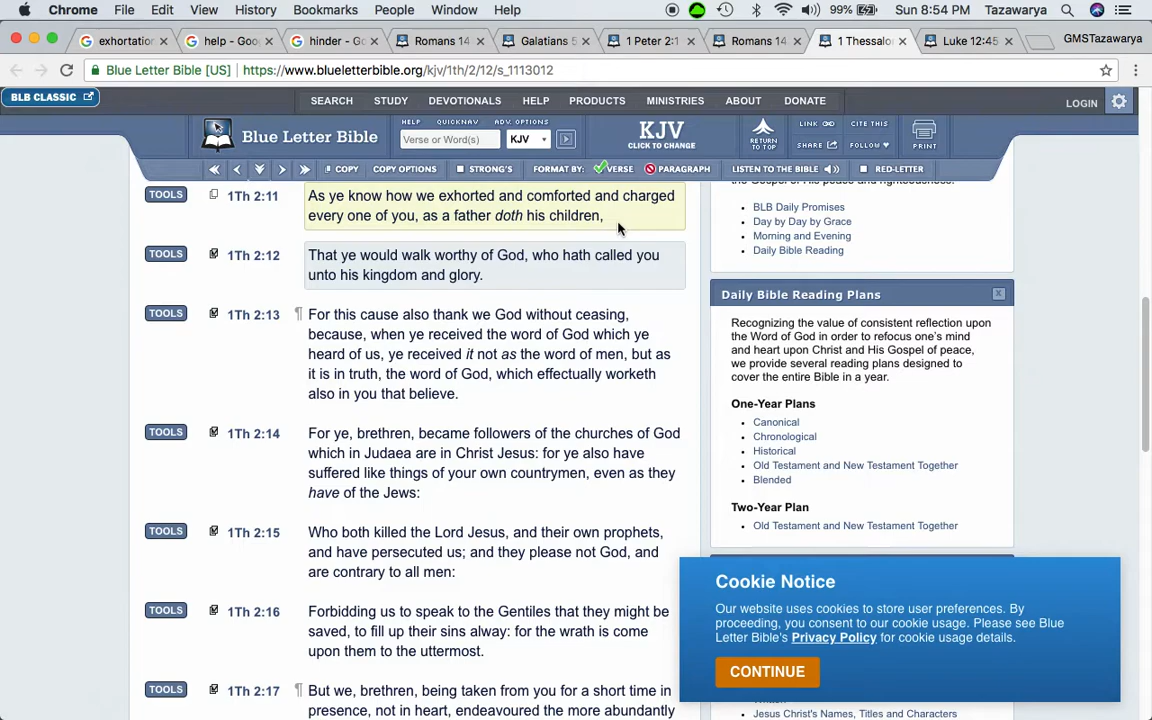 Chrome File Edit View History Bookmarks People Window Help 99% Sun 8:54 PM Tazawarya
exhortation help - Goo hinder - Go Romans 14 Galatians 5 1 Peter 2:1 Romans 14 1 Thessalo Luke 12:45 GMSTazawarya
Blue Letter Bible [US] https://www.blueletterbible.org/kjv/1th/2/12/s_1113012
BLB CLASSIC SEARCH STUDY DEVOTIONALS HELP PRODUCTS MINISTRIES ABOUT DONATE LOGIN
Blue Letter Bible
HELP QUICKNAV ADV. OPTIONS
Verse or Word(s) KJV
KJV
CLICK TO CHANGE
RETURN
TO TOP
LINK CITE THIS
SHARE FOLLOW
PRINT
COPY COPY OPTIONS STRONG'S FORMAT BY: VERSE PARAGRAPH LISTEN TO THE BIBLE RED-LETTER
TOOLS 1Th 2:11 As ye know how we exhorted and comforted and charged
every one of you, as a father doth his children,
TOOLS 1Th 2:12 That ye would walk worthy of God, who hath called you
unto his kingdom and glory.
TOOLS 1Th 2:13 ¶ For this cause also thank we God without ceasing,
because, when ye received the word of God which ye
heard of us, ye received it not as the word of men, but as
it is in truth, the word of God, which effectually worketh
also in you that believe.
TOOLS 1Th 2:14 For ye, brethren, became followers of the churches of God
which in Judaea are in Christ Jesus: for ye also have
suffered like things of your own countrymen, even as they
have of the Jews:
TOOLS 1Th 2:15 Who both killed the Lord Jesus, and their own prophets,
and have persecuted us; and they please not God, and
are contrary to all men:
TOOLS 1Th 2:16 Forbidding us to speak to the Gentiles that they might be
saved, to fill up their sins alway: for the wrath is come
upon them to the uttermost.
TOOLS 1Th 2:17 ¶ But we, brethren, being taken from you for a short time in
presence, not in heart, endeavoured the more abundantly
the Gospel of His peace and righteousness.
BLB Daily Promises
Day by Day by Grace
Morning and Evening
Daily Bible Reading
Daily Bible Reading Plans
Recognizing the value of consistent reflection upon
the Word of God in order to refocus one's mind
and heart upon Christ and His Gospel of peace,
we provide several reading plans designed to
cover the entire Bible in a year.
One-Year Plans
Canonical
Chronological
Historical
Old Testament and New Testament Together
Blended
Two-Year Plan
Old Testament and New Testament Together
Cookie Notice
Our website uses cookies to store user preferences. By
proceeding, you consent to our cookie usage. Please see Blue
Letter Bible's Privacy Policy for cookie usage details.
CONTINUE
Jesus Christ's Names, Titles and Characters